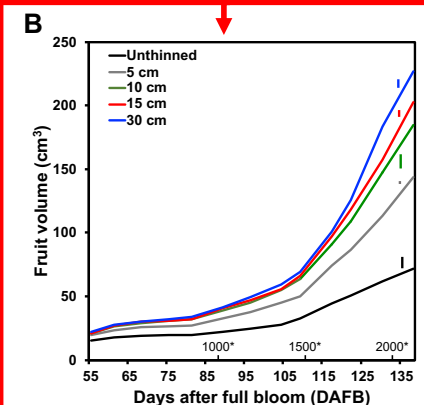 B
250
200
150
100
50
0
Fruit volume (cm³)
Unthinned
5 cm
10 cm
15 cm
30 cm
1000* 1500* 2000*
55 65 75 85 95 105 115 125 135
Days after full bloom (DAFB)